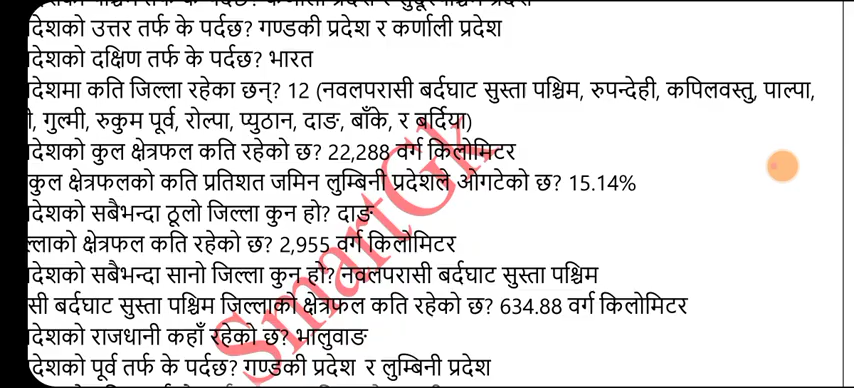 देशको उत्तर तर्फ के पर्दछ? गण्डकी प्रदेश र कर्णाली प्रदेश
देशको दक्षिण तर्फ के पर्दछ? भारत
देशमा कति जिल्ला रहेका छन्? 12 (नवलपरासी बर्दघाट सुस्ता पश्चिम, रुपन्देही, कपिलवस्तु, पाल्पा,
ी, गुल्मी, रुकुम पूर्व, रोल्पा, प्युठान, दाङ, बाँके, र बर्दिया)
देशको कुल क्षेत्रफल कति रहेको छ? 22,288 वर्ग किलोमिटर
कुल क्षेत्रफलको कति प्रतिशत जमिन लुम्बिनी प्रदेशले ओगटेको छ? 15.14%
देशको सबैभन्दा ठूलो जिल्ला कुन हो? दाङ
ल्लाको क्षेत्रफल कति रहेको छ? 2,955 वर्ग किलोमिटर
देशको सबैभन्दा सानो जिल्ला कुन हो? नवलपरासी बर्दघाट सुस्ता पश्चिम
सी बर्दघाट सुस्ता पश्चिम जिल्लाको क्षेत्रफल कति रहेको छ? 634.88 वर्ग किलोमिटर
देशको राजधानी कहाँ रहेको छ? भालुवाङ
देशको पूर्व तर्फ के पर्दछ? गण्डकी प्रदेश र लुम्बिनी प्रदेश
SmartGk